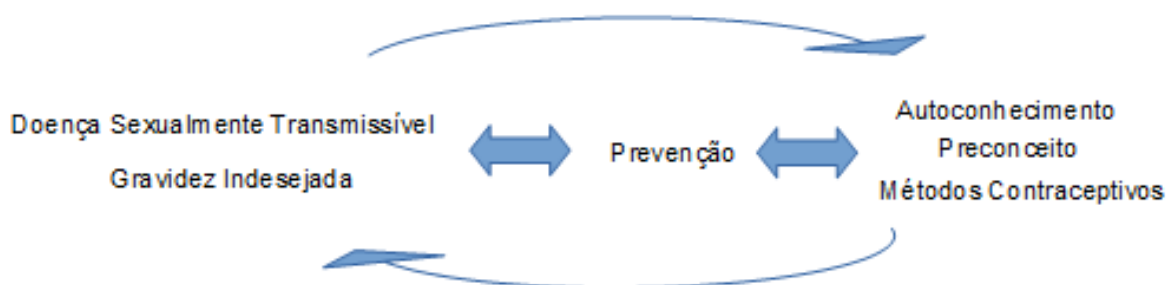 Doença Sexualmente Transmissível
Gravidez Indesejada
Prevenção
Autoconhecimento
Preconceito
Métodos Contraceptivos